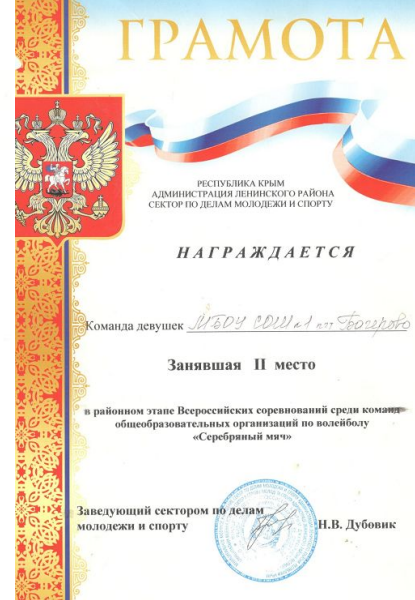 ГРАМОТА
РЕСПУБЛИКА КРЫМ
АДМИНИСТРАЦИЯ ЛЕНИНСКОГО РАЙОНА
СЕКТОР ПО ДЕЛАМ МОЛОДЕЖИ И СПОРТУ
НАГРАЖДАЕТСЯ
Команда девушек МБОУ СОШ №1 пгт Багерово
Занявшая II место
в районном этапе Всероссийских соревнований среди команд
общеобразовательных организаций по волейболу
«Серебряный мяч»
Заведующий сектором по делам
молодежи и спорту Н.В. Дубовик